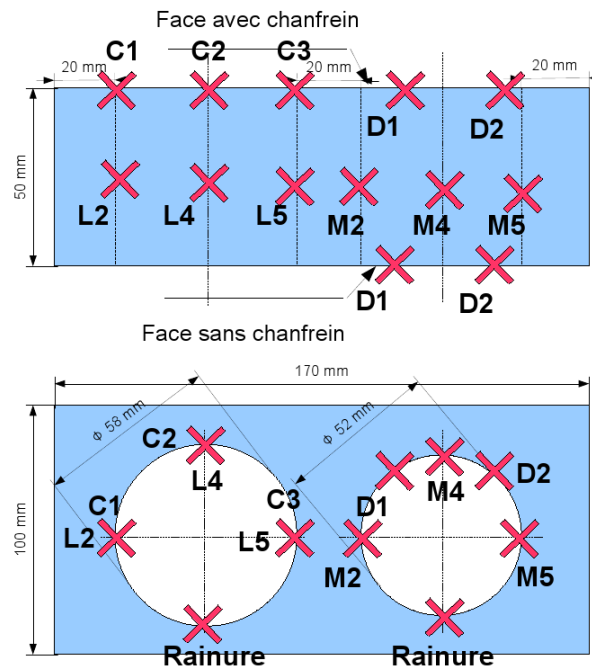 Face avec chanfrein
C1
C2
C3
20 mm
20 mm
20 mm
D1
D2
50 mm
L2
L4
L5
M2
M4
M5
D1
D2
Face sans chanfrein
170 mm
Φ 58 mm
Φ 52 mm
C2
L4
M4
D2
C1
C3
D1
L2
L5
M2
M5
100 mm
Rainure
Rainure